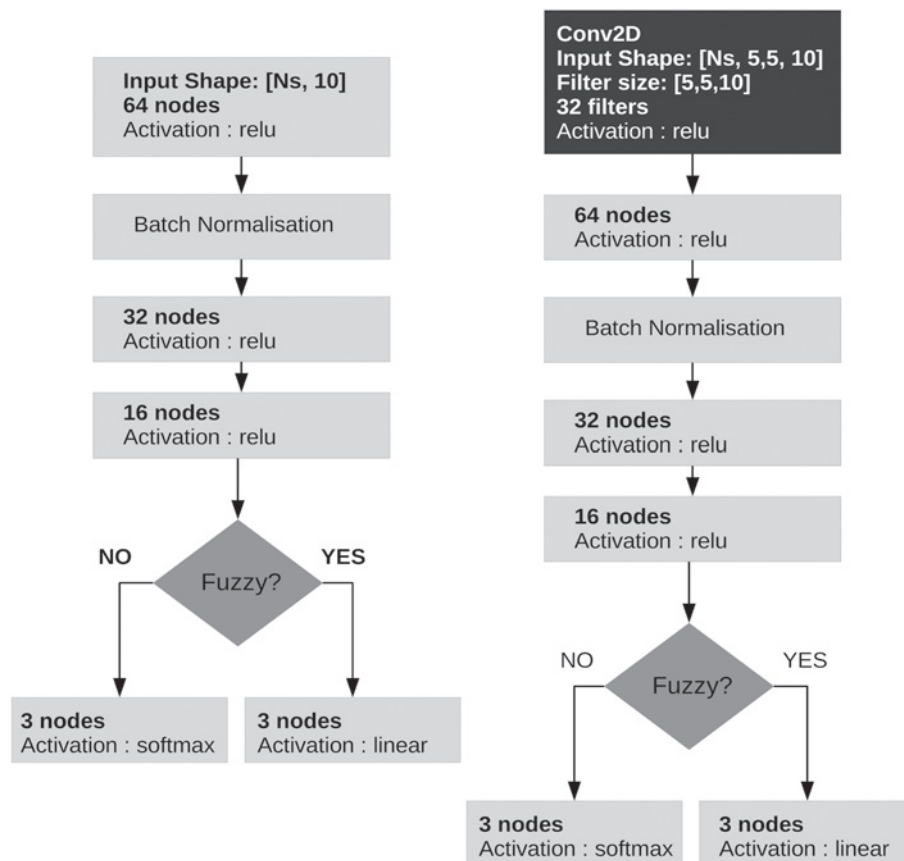 Input Shape: [Ns, 10]
64 nodes
Activation : relu
Batch Normalisation
32 nodes
Activation : relu
16 nodes
Activation : relu
NO
YES
Fuzzy?
3 nodes
Activation : softmax
3 nodes
Activation : linear
Conv2D
Input Shape: [Ns, 5,5, 10]
Filter size: [5,5,10]
32 filters
Activation : relu
64 nodes
Activation : relu
Batch Normalisation
32 nodes
Activation : relu
16 nodes
Activation : relu
NO
YES
Fuzzy?
3 nodes
Activation : softmax
3 nodes
Activation : linear